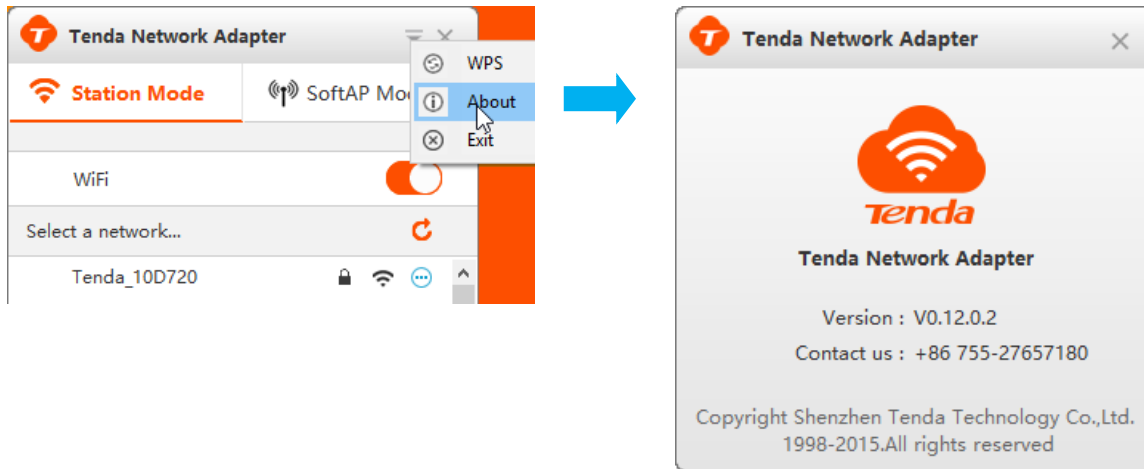 Tenda Network Adapter
WPS
Station Mode
SoftAP Mo
About
Exit
WiFi
Select a network...
Tenda_10D720
Tenda Network Adapter
Tenda
Tenda Network Adapter
Version : V0.12.0.2
Contact us : +86 755-27657180
Copyright Shenzhen Tenda Technology Co.,Ltd.
1998-2015.All rights reserved